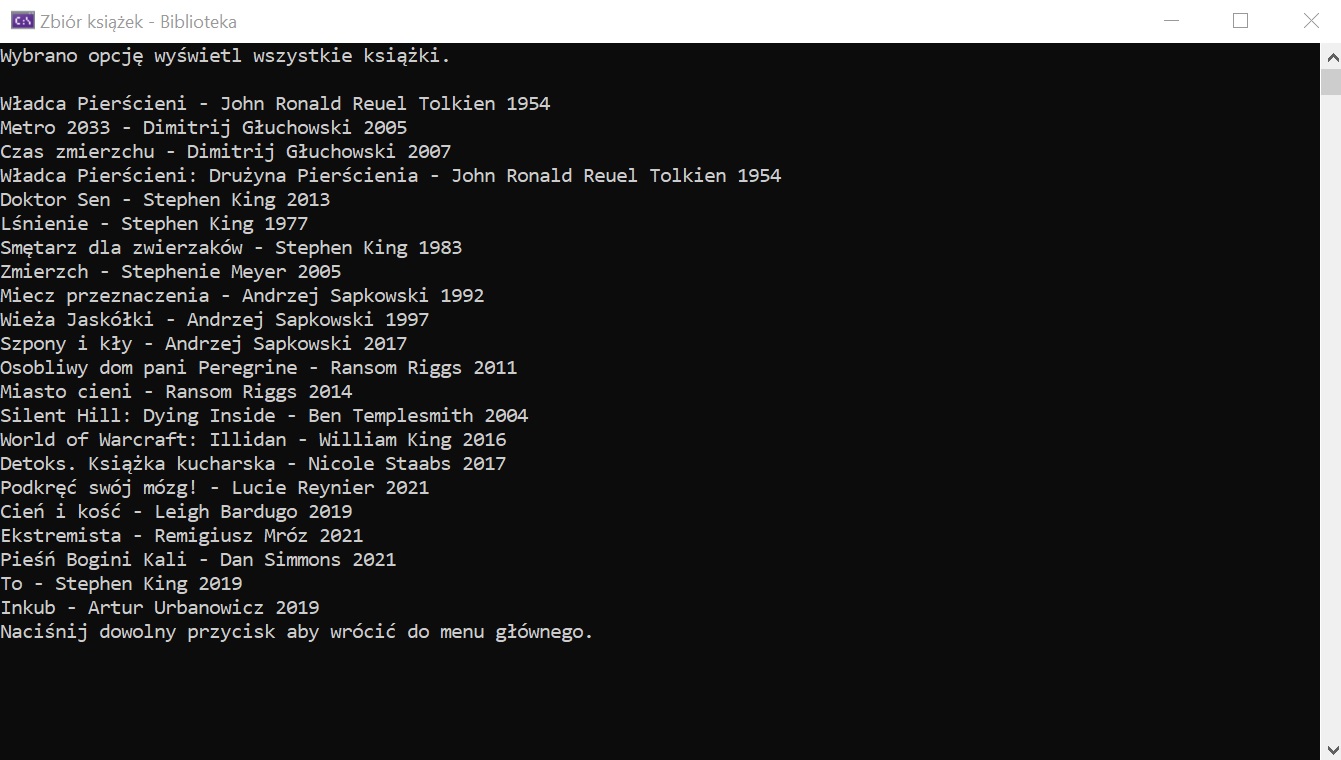 Zbiór książek - Biblioteka
Wybrano opcję wyświetl wszystkie książki.
Władca Pierścieni - John Ronald Reuel Tolkien 1954
Metro 2033 - Dimitrij Głuchowski 2005
Czas zmierzchu - Dimitrij Głuchowski 2007
Władca Pierścieni: Drużyna Pierścienia - John Ronald Reuel Tolkien 1954
Doktor Sen - Stephen King 2013
Lśnienie - Stephen King 1977
Smętarz dla zwierzaków - Stephen King 1983
Zmierzch - Stephenie Meyer 2005
Miecz przeznaczenia - Andrzej Sapkowski 1992
Wieża Jaskółki - Andrzej Sapkowski 1997
Szpony i kły - Andrzej Sapkowski 2017
Osobliwy dom pani Peregrine - Ransom Riggs 2011
Miasto cieni - Ransom Riggs 2014
Silent Hill: Dying Inside - Ben Templesmith 2004
World of Warcraft: Illidan - William King 2016
Detoks. Książka kucharska - Nicole Staabs 2017
Podkręć swój mózg! - Lucie Reynier 2021
Cień i kość - Leigh Bardugo 2019
Ekstremista - Remigiusz Mróz 2021
Pieśń Bogini Kali - Dan Simmons 2021
To - Stephen King 2019
Inkub - Artur Urbanowicz 2019
Naciśnij dowolny przycisk aby wrócić do menu głównego.